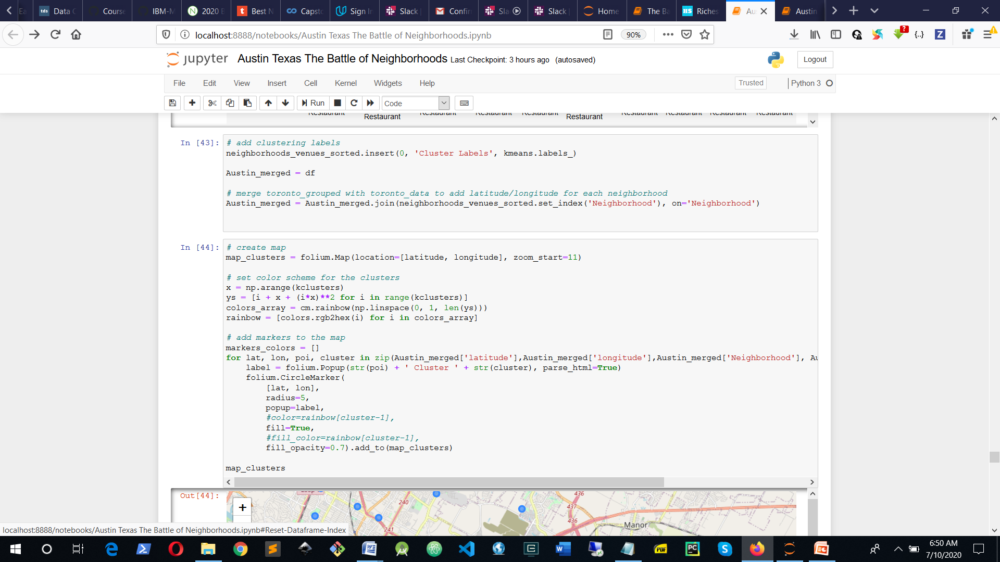 tds Data C
Course
IBM-M
N 2020 E
t Best N
Capsto
Sign In
Slack
Confir
Sla
Slack
Home
The Ba
HS Riches
Au
Austin
localhost:8888/notebooks/Austin Texas The Battle of Neighborhoods.ipynb
90%
jupyter Austin Texas The Battle of Neighborhoods Last Checkpoint: 3 hours ago (autosaved)
Logout
File Edit View Insert Cell Kernel Widgets Help
Trusted
Python 3
Run
Code
Restaurant Restaurant Restaurant Restaurant Restaurant Restaurant Restaurant
Restaurant Restaurant
In [43]:
# add clustering labels
neighborhoods_venues_sorted.insert(0, 'Cluster Labels', kmeans.labels_)
Austin_merged = df
# merge toronto_grouped with toronto_data to add latitude/longitude for each neighborhood
Austin_merged = Austin_merged.join(neighborhoods_venues_sorted.set_index('Neighborhood'), on='Neighborhood')
In [44]:
# create map
map_clusters = folium.Map(location=[latitude, longitude], zoom_start=11)
# set color scheme for the clusters
x = np.arange(kclusters)
ys = [i + x + (i*x)**2 for i in range(kclusters)]
colors_array = cm.rainbow(np.linspace(0, 1, len(ys)))
rainbow = [colors.rgb2hex(i) for i in colors_array]
# add markers to the map
markers_colors = []
for lat, lon, poi, cluster in zip(Austin_merged['latitude'],Austin_merged['longitude'],Austin_merged['Neighborhood'], Au
label = folium.Popup(str(poi) + ' Cluster ' + str(cluster), parse_html=True)
folium.CircleMarker(
[lat, lon],
radius=5,
popup=label,
#color=rainbow[cluster-1],
fill=True,
#fill_color=rainbow[cluster-1],
fill_opacity=0.7).add_to(map_clusters)
map_clusters
Out[44]:
+
240
241
436
437
436
Manor
localhost:8888/notebooks/Austin Texas The Battle of Neighborhoods.ipynb#Reset-Dataframe-Index
6:50 AM
7/10/2020